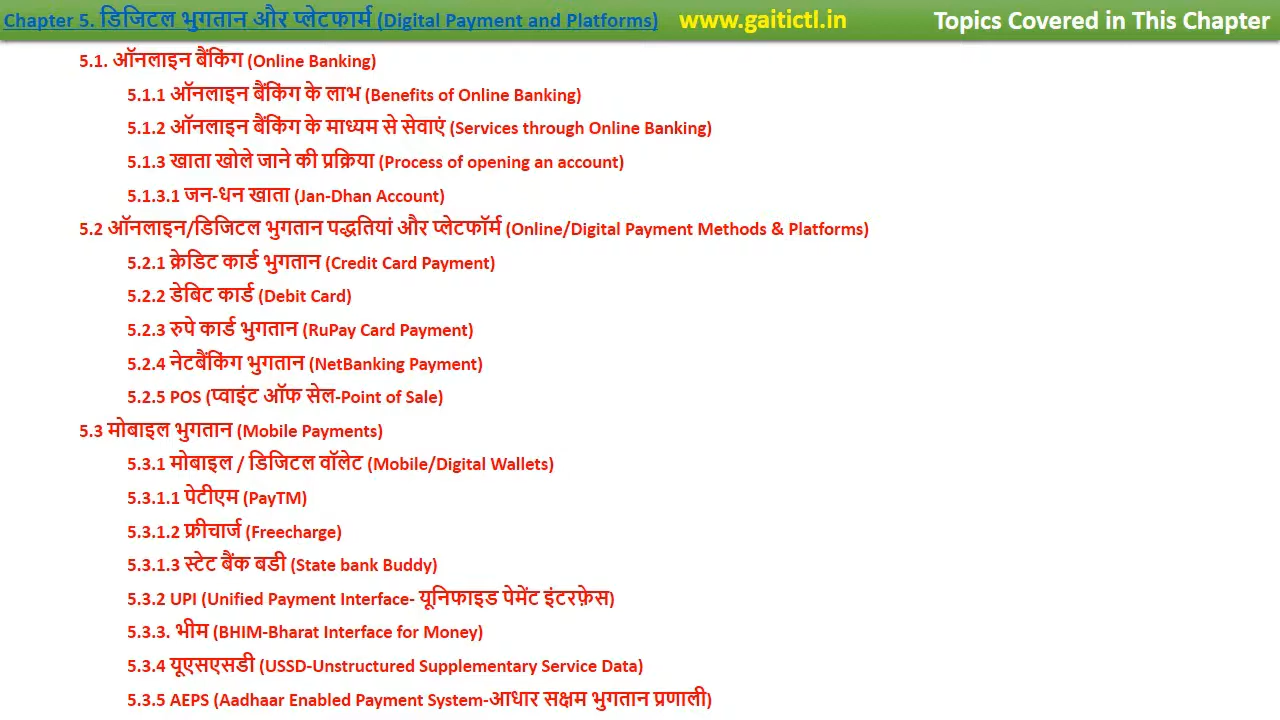 Chapter 5. डिजिटल भुगतान और प्लेटफार्म (Digital Payment and Platforms) www.gaitictl.in Topics Covered in This Chapter
5.1. ऑनलाइन बैंकिंग (Online Banking)
5.1.1 ऑनलाइन बैंकिंग के लाभ (Benefits of Online Banking)
5.1.2 ऑनलाइन बैंकिंग के माध्यम से सेवाएं (Services through Online Banking)
5.1.3 खाता खोले जाने की प्रक्रिया (Process of opening an account)
5.1.3.1 जन-धन खाता (Jan-Dhan Account)
5.2 ऑनलाइन/डिजिटल भुगतान पद्धतियां और प्लेटफॉर्म (Online/Digital Payment Methods & Platforms)
5.2.1 क्रेडिट कार्ड भुगतान (Credit Card Payment)
5.2.2 डेबिट कार्ड (Debit Card)
5.2.3 रुपे कार्ड भुगतान (RuPay Card Payment)
5.2.4 नेटबैंकिंग भुगतान (NetBanking Payment)
5.2.5 POS (प्वाइंट ऑफ सेल-Point of Sale)
5.3 मोबाइल भुगतान (Mobile Payments)
5.3.1 मोबाइल / डिजिटल वॉलेट (Mobile/Digital Wallets)
5.3.1.1 पेटीएम (PayTM)
5.3.1.2 फ्रीचार्ज (Freecharge)
5.3.1.3 स्टेट बैंक बडी (State bank Buddy)
5.3.2 UPI (Unified Payment Interface- यूनिफाइड पेमेंट इंटरफ़ेस)
5.3.3. भीम (BHIM-Bharat Interface for Money)
5.3.4 यूएसएसडी (USSD-Unstructured Supplementary Service Data)
5.3.5 AEPS (Aadhaar Enabled Payment System-आधार सक्षम भुगतान प्रणाली)